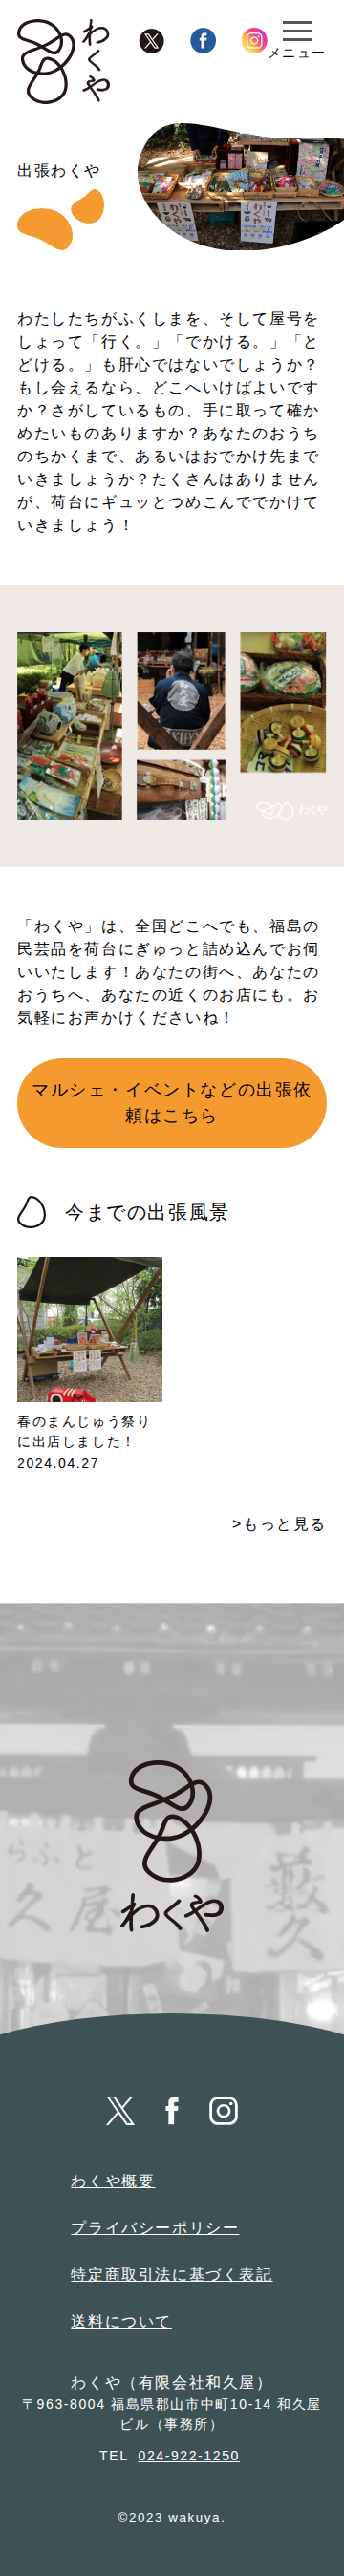 わくや
メニュー
出張わくや
わたしたちがふくしまを、そして屋号を
しょって「行く。」「でかける。」「と
どける。」も肝心ではないでしょうか？
もし会えるなら、どこへいけばよいです
か？さがしているもの、手に取って確か
めたいものありますか？あなたのおうち
のちかくまで、あるいはおでかけ先まで
いきましょうか？たくさんはありません
が、荷台にギュッとつめこんででかけて
いきましょう！
わくや
「わくや」は、全国どこへでも、福島の
民芸品を荷台にぎゅっと詰め込んでお伺
いいたします！あなたの街へ、あなたの
おうちへ、あなたの近くのお店にも。お
気軽にお声かけくださいね！
マルシェ・イベントなどの出張依
頼はこちら
今までの出張風景
春のまんじゅう祭り
に出店しました！
2024.04.27
>もっと見る
わくや
わくや概要
プライバシーポリシー
特定商取引法に基づく表記
送料について
わくや（有限会社和久屋）
〒963-8004 福島県郡山市中町10-14 和久屋
ビル（事務所）
TEL 024-922-1250
©2023 wakuya.